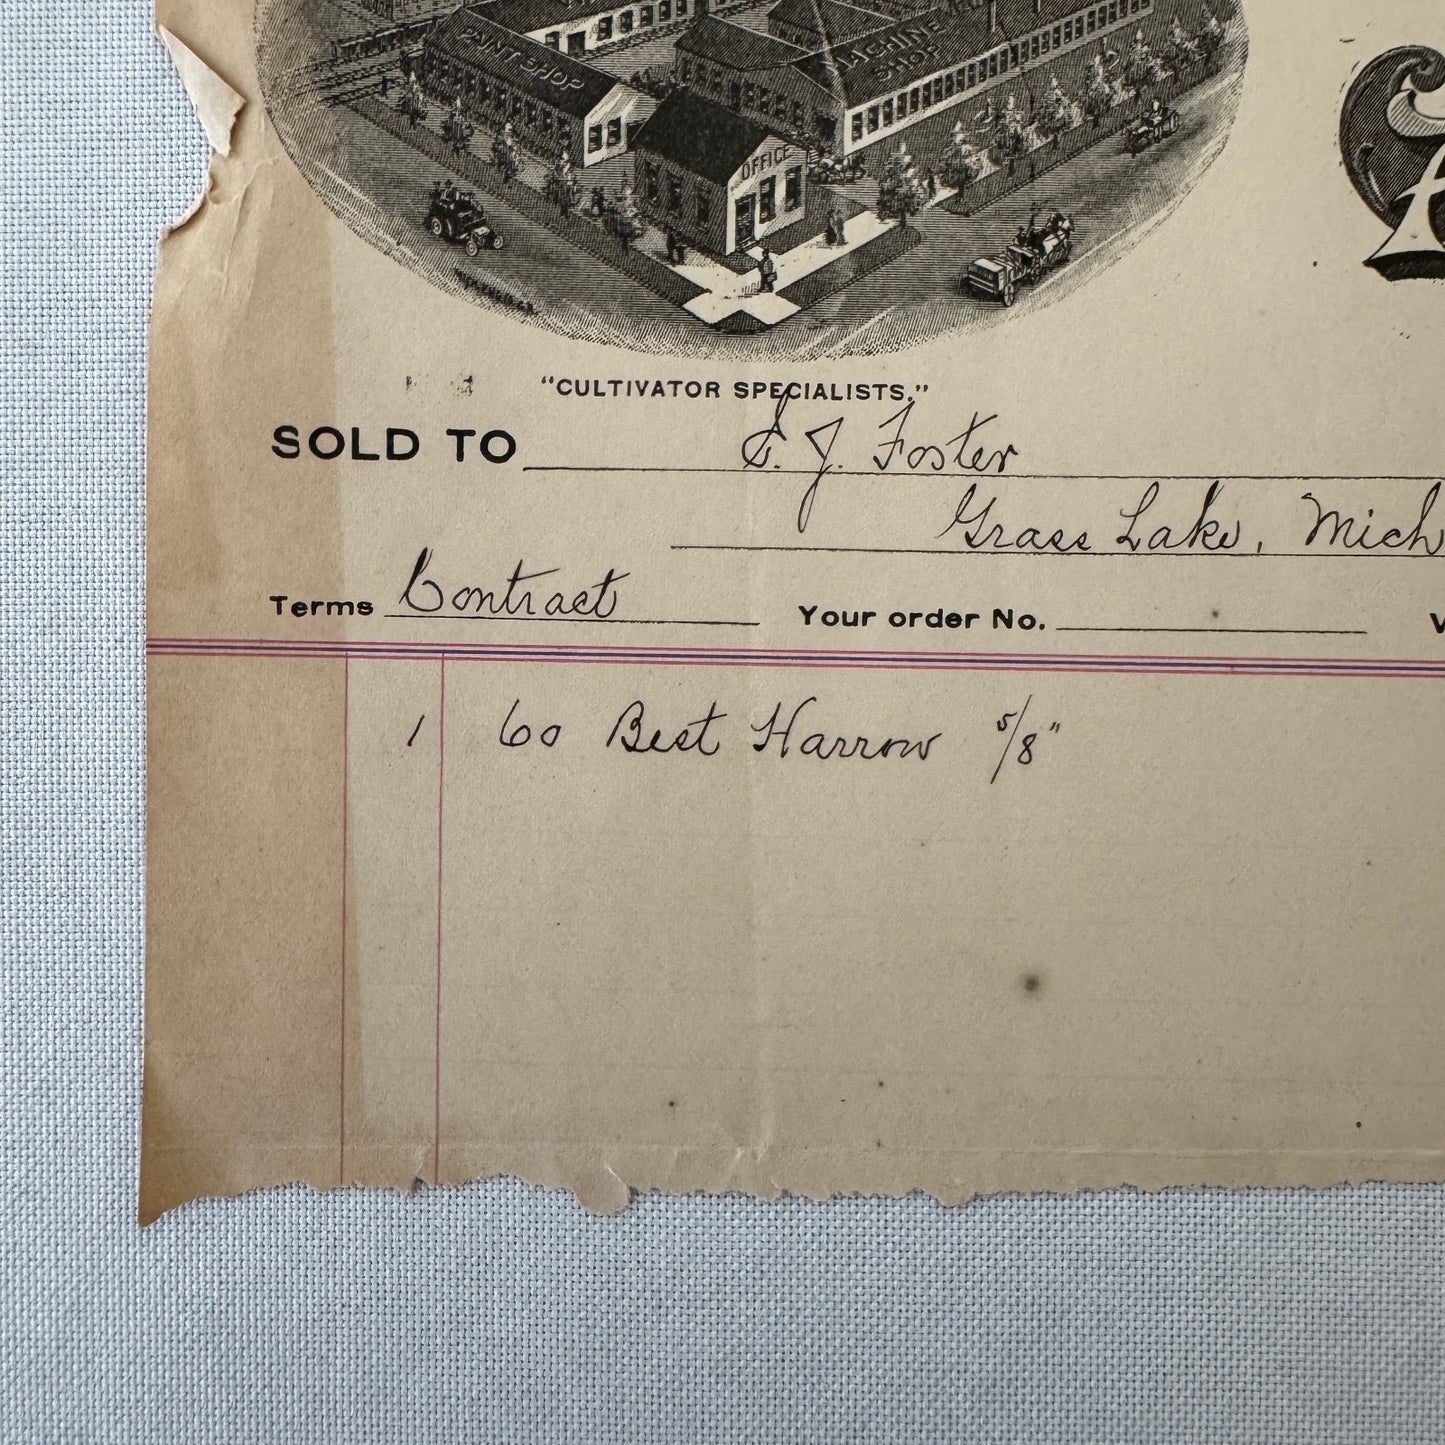 PAINT SHOP
MACHINE SHOP
OFFICE
"CULTIVATOR SPECIALISTS."
SOLD TO E. J. Foster
Grass Lake, Mich
Terms Contract Your order No.
1 60 Best Harrow 5/8"